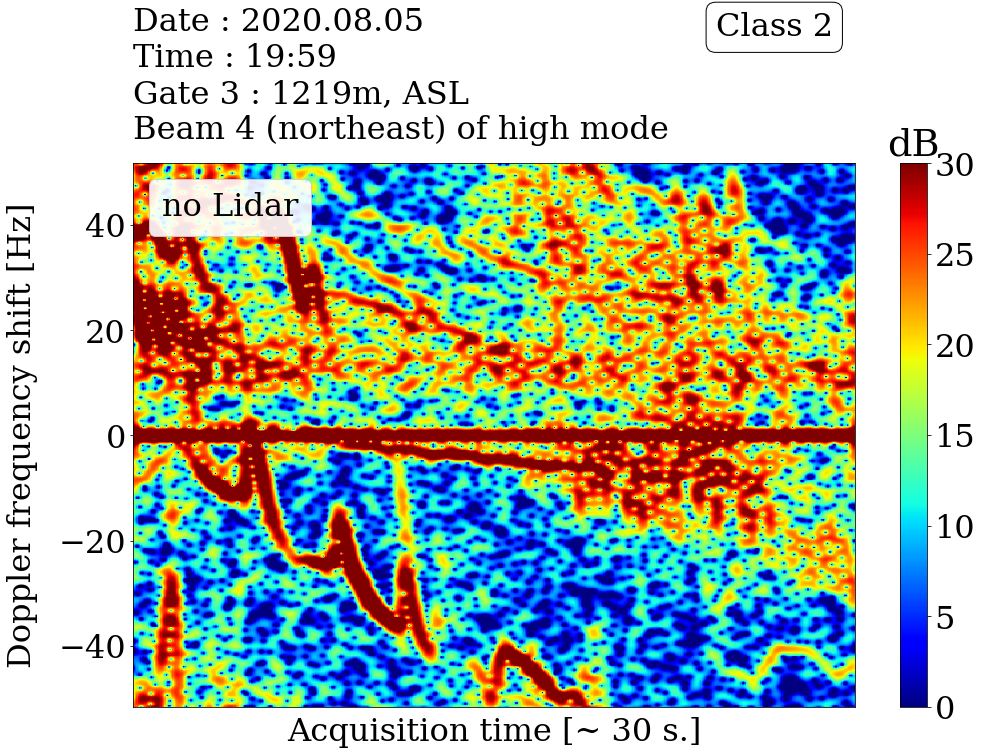 Date : 2020.08.05
Time : 19:59
Gate 3 : 1219m, ASL
Beam 4 (northeast) of high mode
Class 2
no Lidar
Doppler frequency shift [Hz]
40
20
0
−20
−40
Acquisition time [~ 30 s.]
dB
30
25
20
15
10
5
0